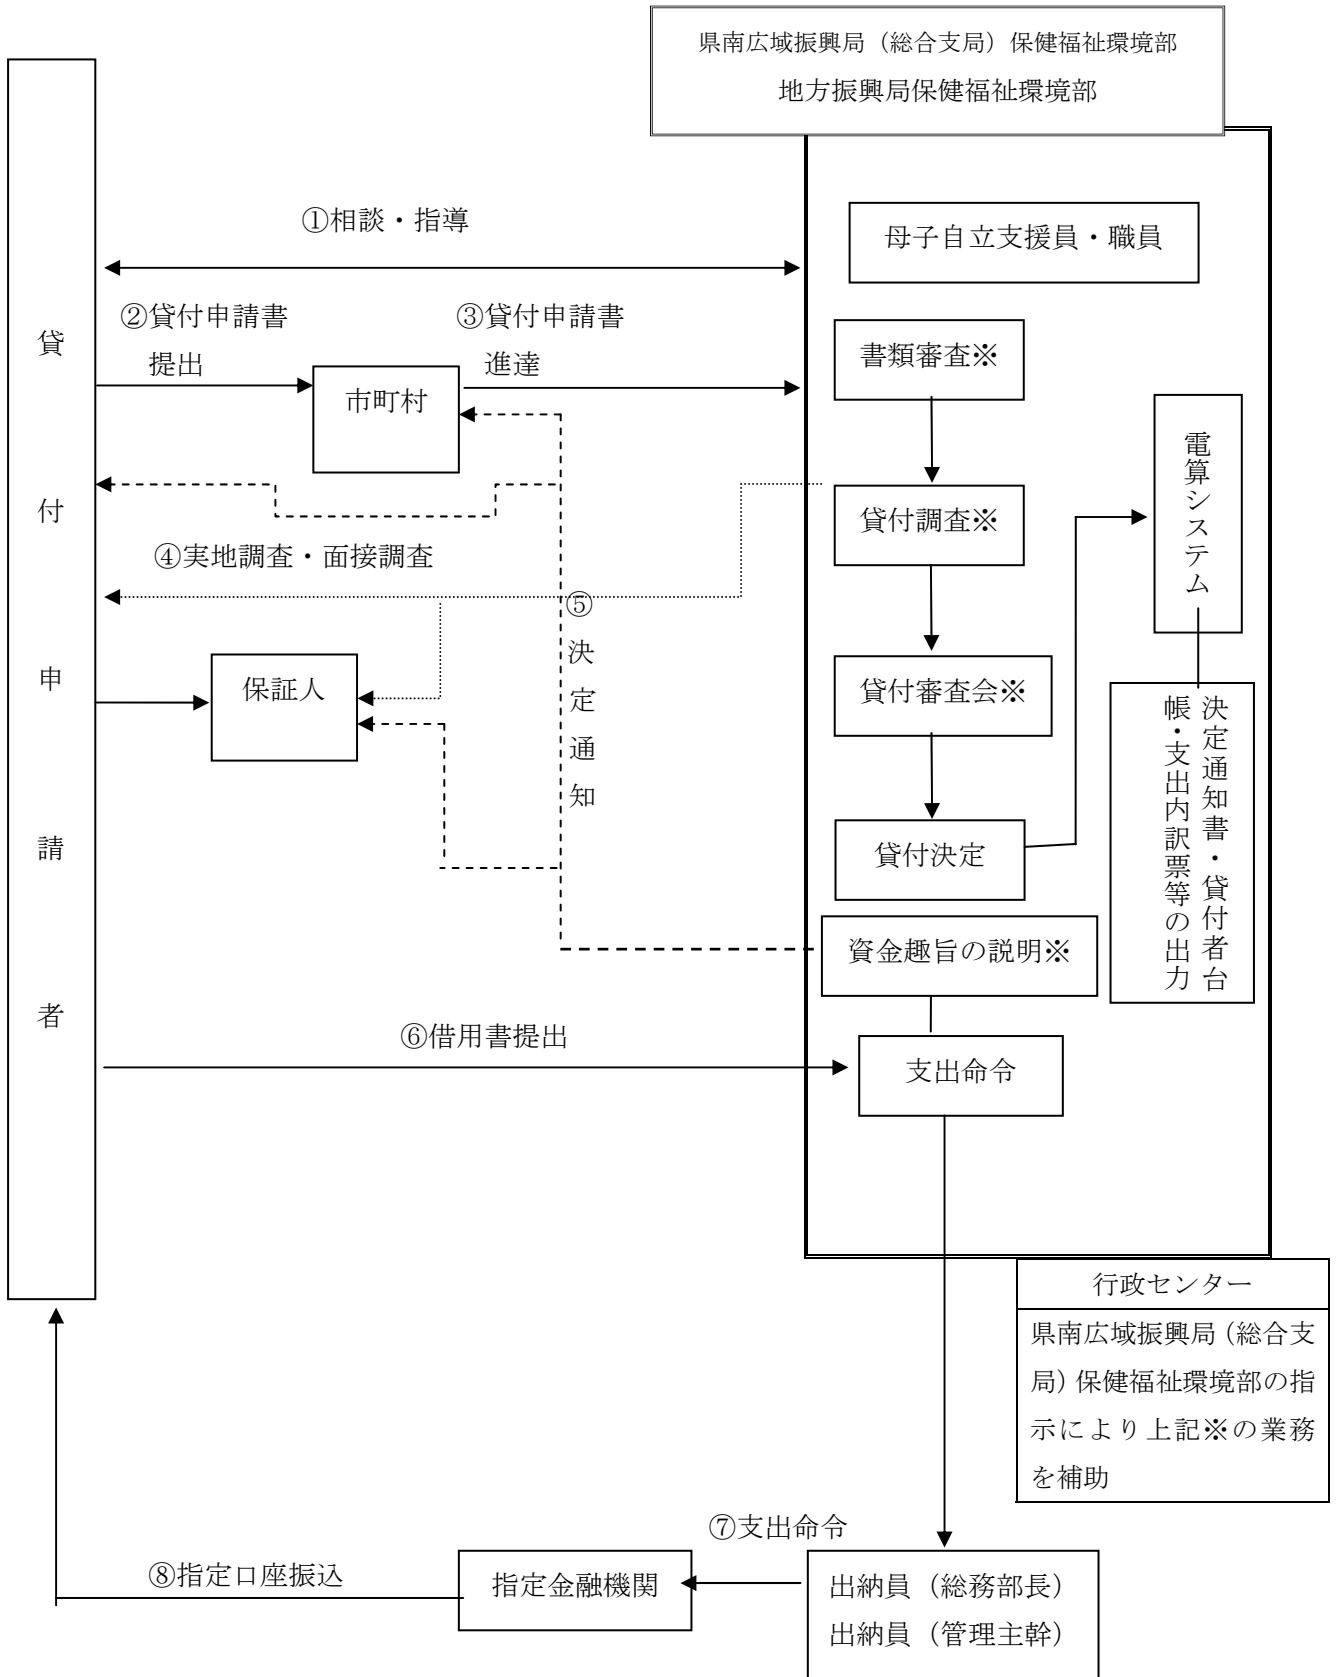 県南広域振興局（総合支局）保健福祉環境部
地方振興局保健福祉環境部
①相談・指導
母子自立支援員・職員
②貸付申請書
提出
③貸付申請書
進達
市町村
書類審査※
電算システム
貸付調査※
④実地調査・面接調査
⑤決定通知
保証人
貸付審査会※
貸付決定
決定通知書・貸付者台
帳・支出内訳票等の出力
資金趣旨の説明※
貸付申請者
⑥借用書提出
支出命令
行政センター
県南広域振興局（総合支
局）保健福祉環境部の指
示により上記※の業務
を補助
⑦支出命令
⑧指定口座振込
指定金融機関
出納員（総務部長）
出納員（管理主幹）